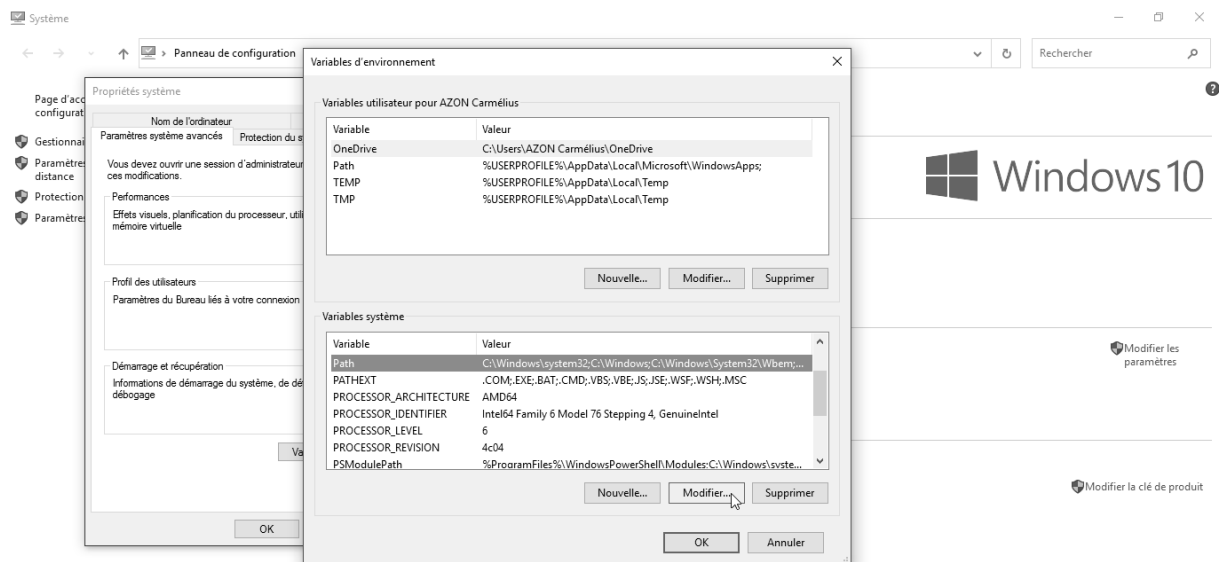 Système
Panneau de configuration
Rechercher
Page d'acc
configurat
Gestionnai
Paramètres
distance
Protection
Paramètres
Propriétés système
Nom de l'ordinateur
Paramètres système avancés
Protection du s
Vous devez ouvrir une session d'administrateur
ces modifications.
Performances
Effets visuels, planification du processeur, utili
mémoire virtuelle
Profil des utilisateurs
Paramètres du Bureau liés à votre connexion
Démarrage et récupération
Informations de démarrage du système, de dé
débogage
Va
OK
Variables d'environnement
Variables utilisateur pour AZON Carmélius
Variable Valeur
OneDrive C:\Users\AZON Carmélius\OneDrive
Path %USERPROFILE%\AppData\Local\Microsoft\WindowsApps;
TEMP %USERPROFILE%\AppData\Local\Temp
TMP %USERPROFILE%\AppData\Local\Temp
Nouvelle... Modifier... Supprimer
Variables système
Variable Valeur
Path C:\Windows\system32;C:\Windows;C:\Windows\System32\Wbem;...
PATHEXT .COM;.EXE;.BAT;.CMD;.VBS;.VBE;.JS;.JSE;.WSF;.WSH;.MSC
PROCESSOR_ARCHITECTURE AMD64
PROCESSOR_IDENTIFIER Intel64 Family 6 Model 76 Stepping 4, GenuineIntel
PROCESSOR_LEVEL 6
PROCESSOR_REVISION 4c04
PSModulePath %ProgramFiles%\WindowsPowerShell\Modules;C:\Windows\syste...
Nouvelle... Modifier... Supprimer
OK Annuler
Windows 10
Modifier les
paramètres
Modifier la clé de produit